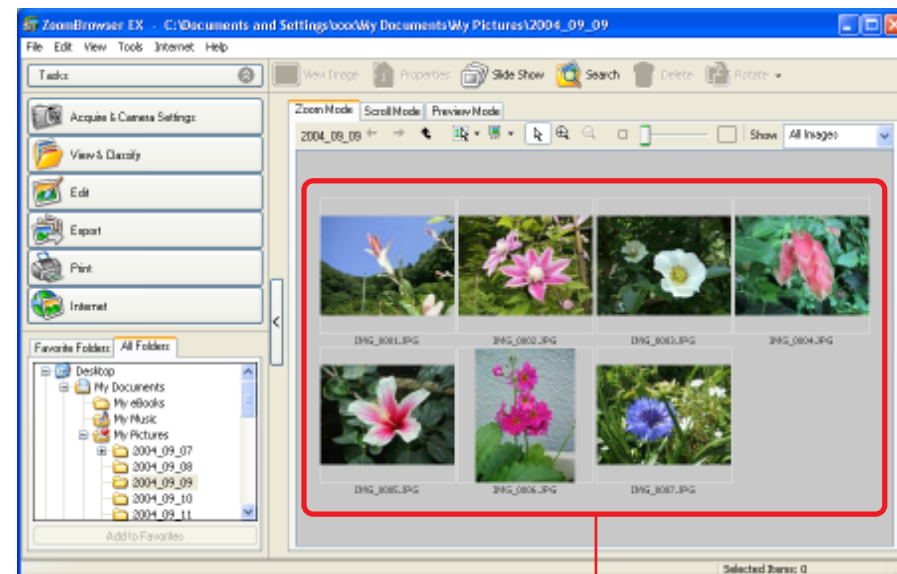 ZoomBrowser EX - C:\Documents and Settings\xxx\My Documents\My Pictures\2004_09_09
File Edit View Tools Internet Help
Tasks
View Image Properties Slide Show Search Delete Rotate
Acquire & Camera Settings
View & Classify
Edit
Export
Print
Internet
Zoom Mode Scroll Mode Preview Mode
2004_09_09 Show All Images
IMG_0001.JPG IMG_0002.JPG IMG_0003.JPG IMG_0004.JPG
IMG_0005.JPG IMG_0006.JPG IMG_0007.JPG
Favorite Folders All Folders
Desktop
My Documents
My eBooks
My Music
My Pictures
2004_09_07
2004_09_08
2004_09_09
2004_09_10
2004_09_11
Add to Favorites
Selected Items: 0